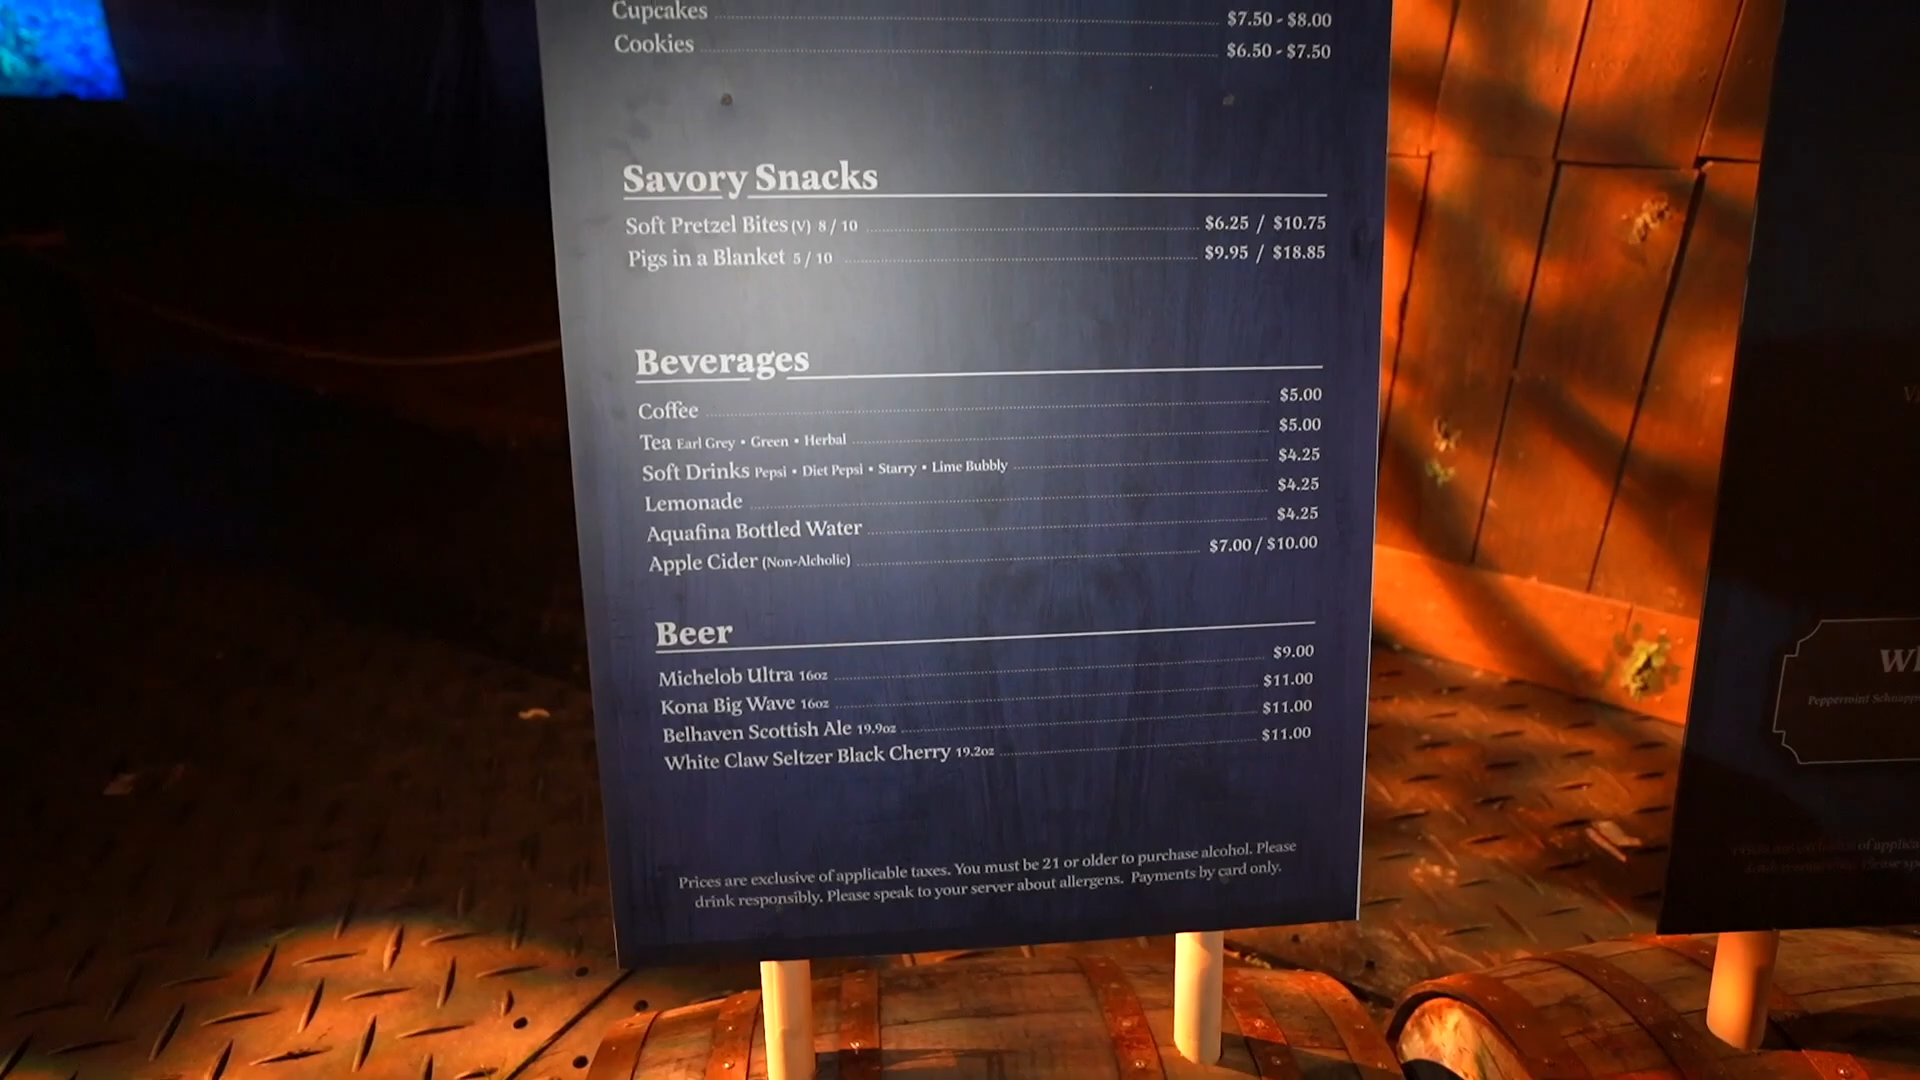 Cupcakes $7.50 - $8.00
Cookies $6.50 - $7.50
Savory Snacks
Soft Pretzel Bites (V) 8 / 10 $6.25 / $10.75
Pigs in a Blanket 5 / 10 $9.95 / $18.85
Beverages
Coffee $5.00
Tea Earl Grey • Green • Herbal $5.00
Soft Drinks Pepsi • Diet Pepsi • Starry • Lime Bubbly $4.25
Lemonade $4.25
Aquafina Bottled Water $4.25
Apple Cider (Non-Alcholic) $7.00 / $10.00
Beer
Michelob Ultra 16oz $9.00
Kona Big Wave 16oz $11.00
Belhaven Scottish Ale 19.9oz $11.00
White Claw Seltzer Black Cherry 19.2oz $11.00
Prices are exclusive of applicable taxes. You must be 21 or older to purchase alcohol. Please
drink responsibly. Please speak to your server about allergens. Payments by card only.
Peppermint